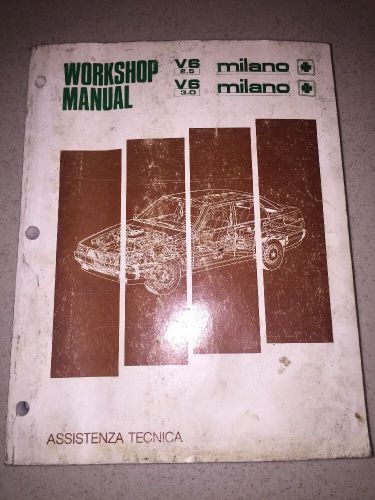 WORKSHOP
MANUAL
V6 2.5 milano
V6 3.0 milano
ASSISTENZA TECNICA